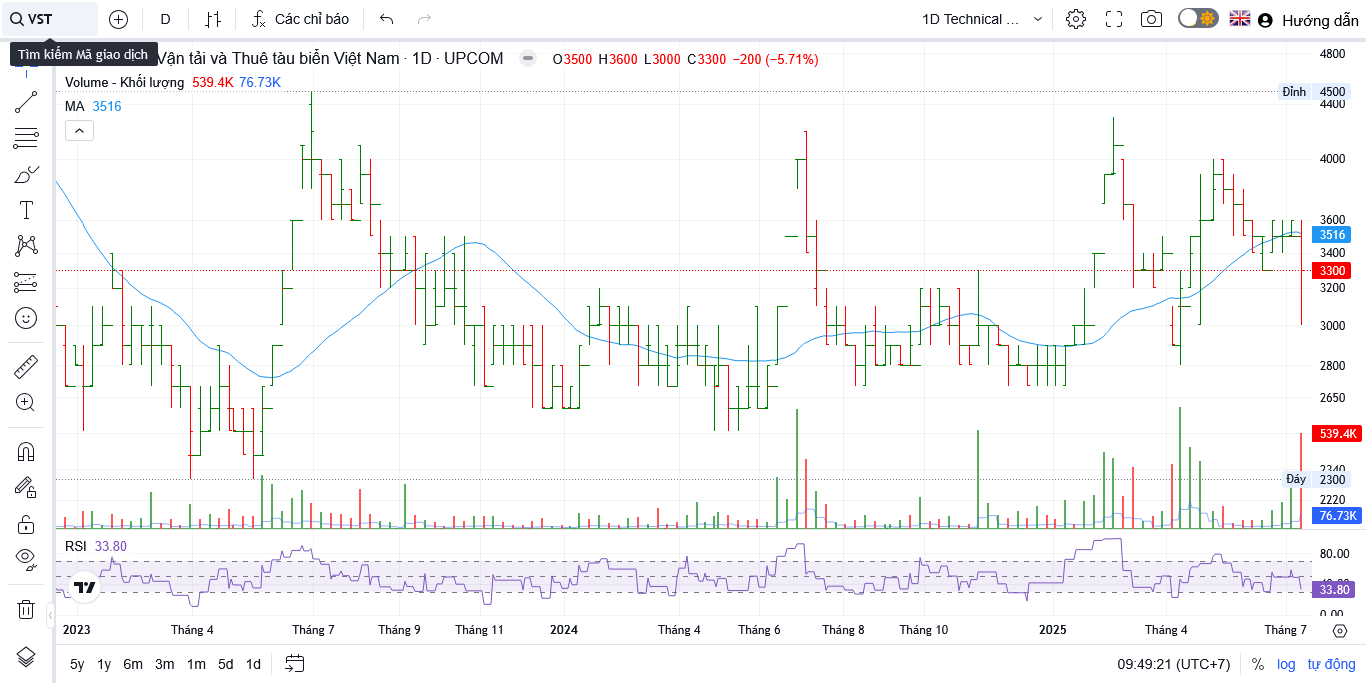 VST
D
Các chỉ báo
1D Technical ...
Hướng dẫn
Tìm kiếm Mã giao dịch
Vận tải và Thuê tàu biển Việt Nam · 1D · UPCOM
O3500 H3600 L3000 C3300 −200 (−5.71%)
Volume - Khối lượng 539.4K 76.73K
MA 3516
4800
Đỉnh 4500
4400
4000
3600
3516
3400
3300
3200
3000
2800
2650
539.4K
2340
Đáy 2300
2220
76.73K
RSI 33.80
80.00
33.80
0.00
2023 Tháng 4 Tháng 7 Tháng 9 Tháng 11 2024 Tháng 4 Tháng 6 Tháng 8 Tháng 10 2025 Tháng 4 Tháng 7
5y 1y 6m 3m 1m 5d 1d
09:49:21 (UTC+7) % log tự động